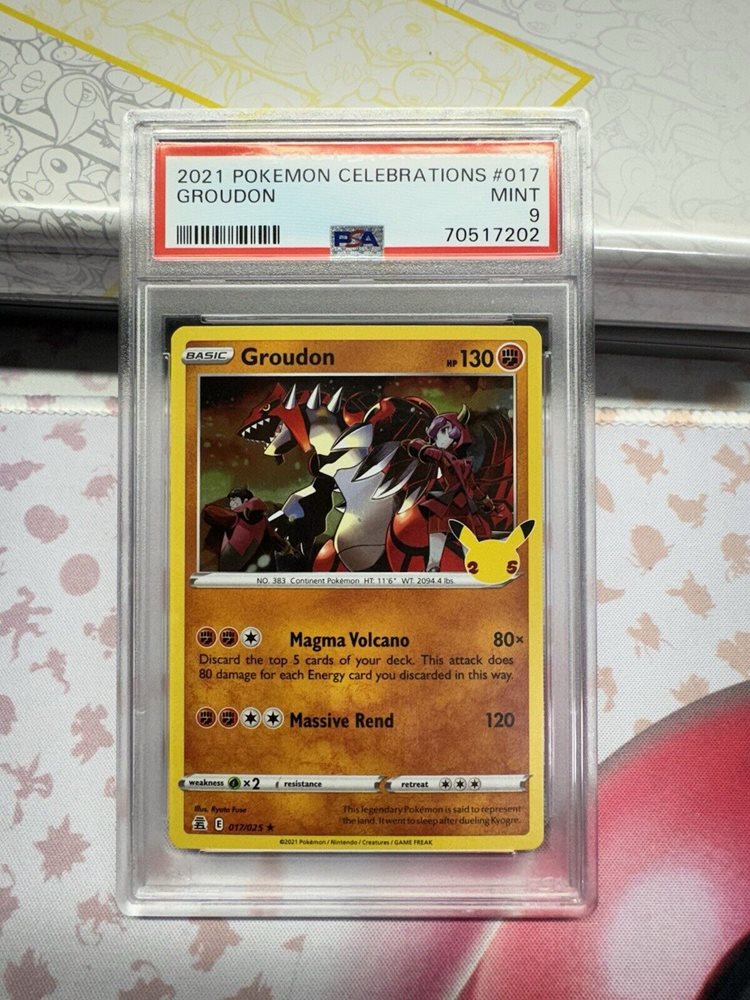 2021 POKEMON CELEBRATIONS #017
GROUDON MINT
9
PSA 70517202
BASIC Groudon HP 130
25
NO. 383 Continent Pokémon HT: 11'6" WT: 2094.4 lbs.
Magma Volcano 80×
Discard the top 5 cards of your deck. This attack does
80 damage for each Energy card you discarded in this way.
Massive Rend 120
weakness ×2 resistance retreat
Illus. Ryota Fuse
This legendary Pokémon is said to represent
the land. It went to sleep after dueling Kyogre.
E 017/025 ★
©2021 Pokémon / Nintendo / Creatures / GAME FREAK